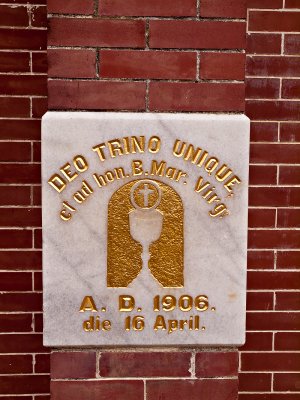 DEO TRINO UNIQUE,
et ad hon. B. Mar. Virg
A. D. 1906.
die 16 April.